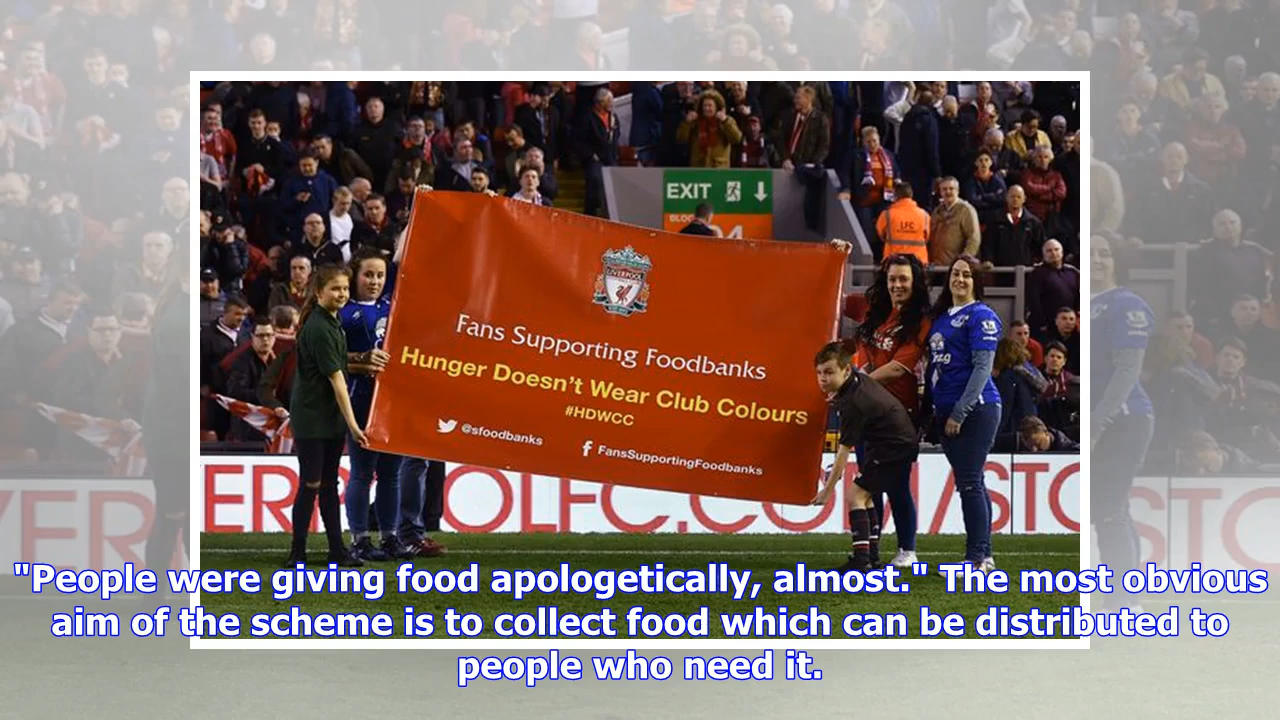 EXIT
LFC
LIVERPOOL
Fans Supporting Foodbanks
Hunger Doesn't Wear Club Colours
#HDWCC
@sfoodbanks
FansSupportingFoodbanks
"People were giving food apologetically, almost." The most obvious
aim of the scheme is to collect food which can be distributed to
people who need it.